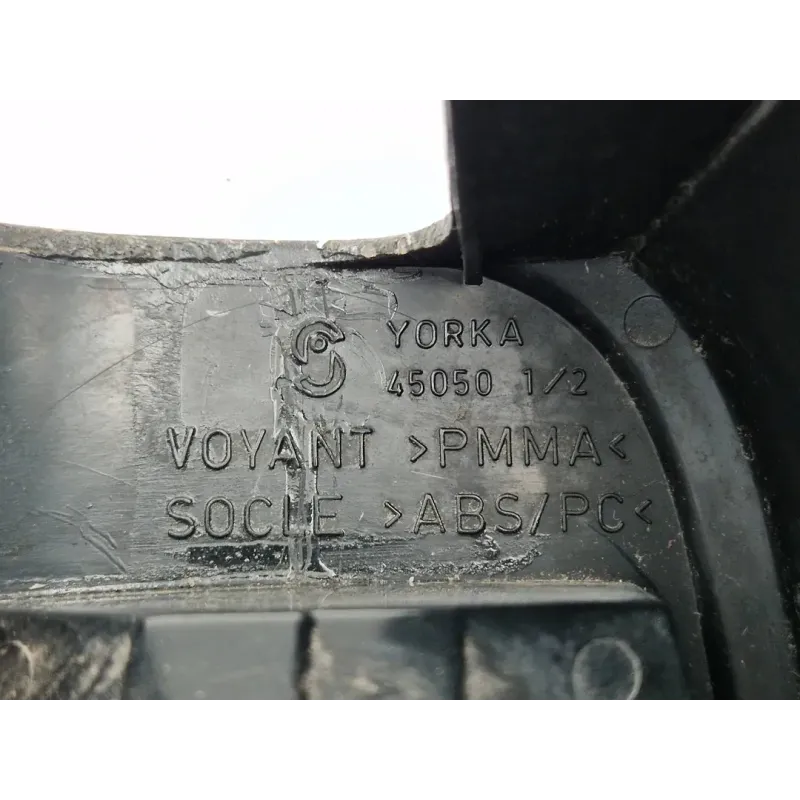 YORKA
45050 1/2
VOYANT >PMMA<
SOCLE >ABS/PC<